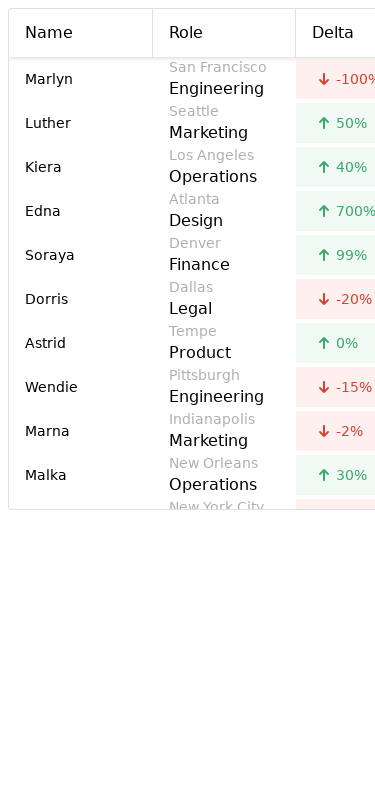 Name Role Delta
San Francisco
Marlyn Engineering ↓ -100%
Seattle
Luther Marketing ↑ 50%
Los Angeles
Kiera Operations ↑ 40%
Atlanta
Edna Design ↑ 700%
Denver
Soraya Finance ↑ 99%
Dallas
Dorris Legal ↓ -20%
Tempe
Astrid Product ↑ 0%
Pittsburgh
Wendie Engineering ↓ -15%
Indianapolis
Marna Marketing ↓ -2%
New Orleans
Malka Operations ↑ 30%
New York City